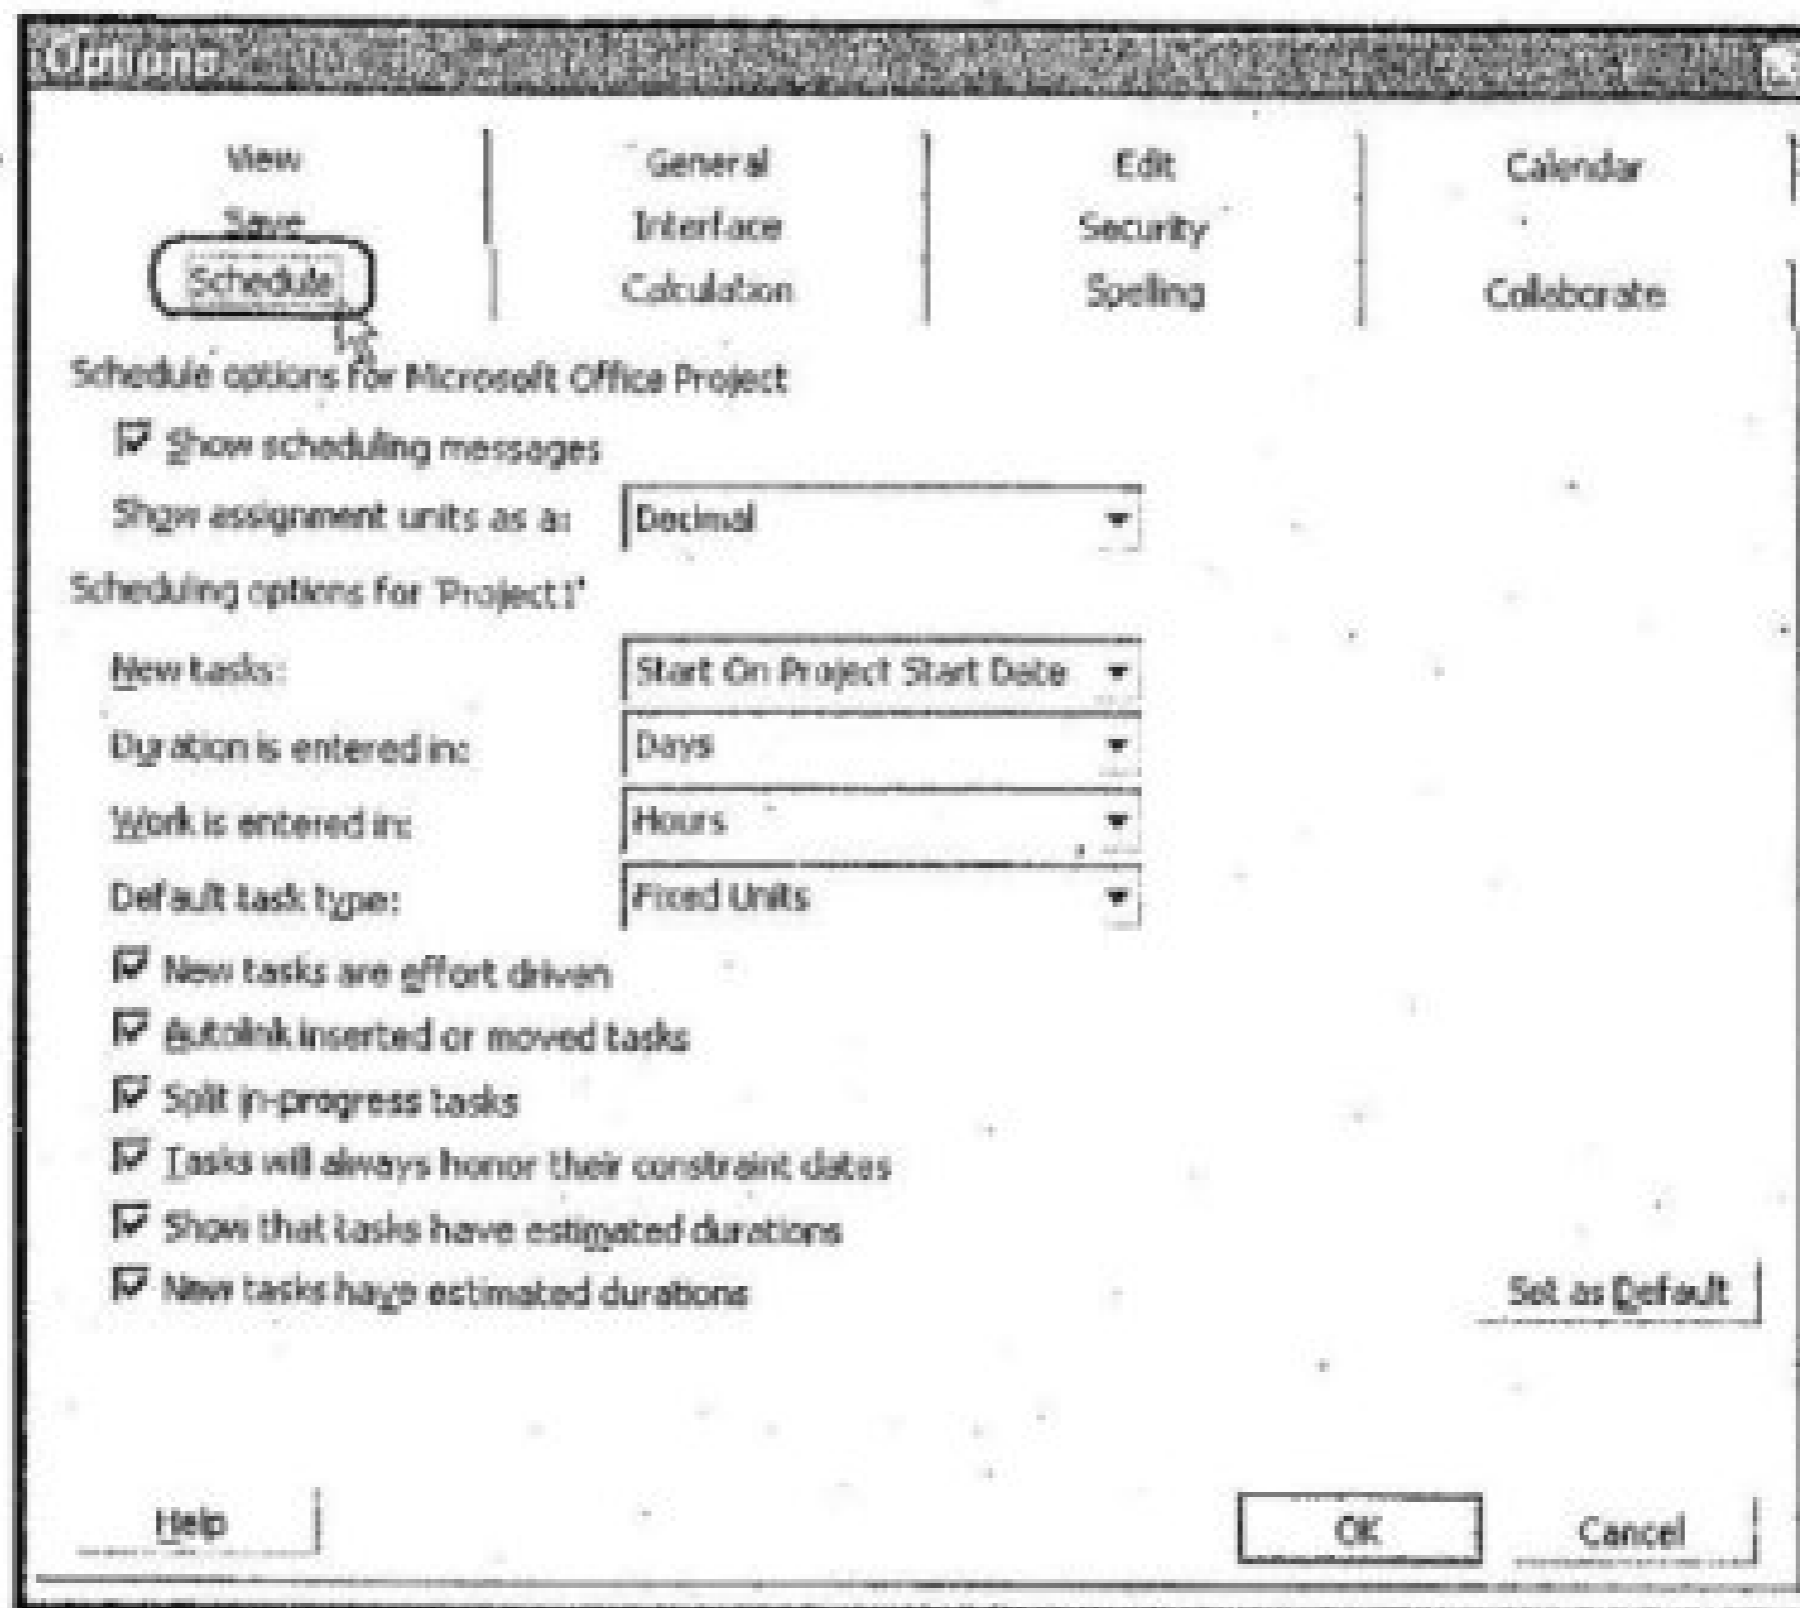 Options
View General Edit Calendar
Save Interface Security
Schedule Calculation Spelling Collaborate
Schedule options for Microsoft Office Project
Show scheduling messages
Show assignment units as a: Decimal
Scheduling options for 'Project1'
New tasks: Start On Project Start Date
Duration is entered in: Days
Work is entered in: Hours
Default task type: Fixed Units
New tasks are effort driven
Autolink inserted or moved tasks
Split in-progress tasks
Tasks will always honor their constraint dates
Show that tasks have estimated durations
New tasks have estimated durations
Set as Default
Help OK Cancel